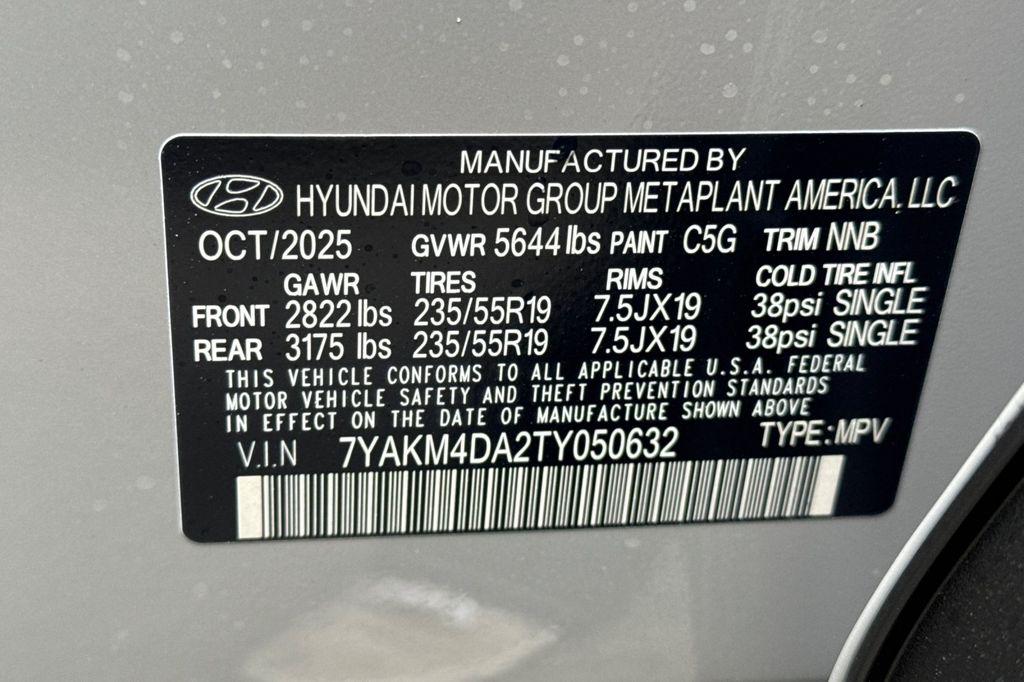 MANUFACTURED BY
HYUNDAI MOTOR GROUP METAPLANT AMERICA, LLC
OCT/2025 GVWR 5644 lbs PAINT C5G TRIM NNB
GAWR TIRES RIMS COLD TIRE INFL
FRONT 2822 lbs 235/55R19 7.5JX19 38psi SINGLE
REAR 3175 lbs 235/55R19 7.5JX19 38psi SINGLE
THIS VEHICLE CONFORMS TO ALL APPLICABLE U.S.A. FEDERAL
MOTOR VEHICLE SAFETY AND THEFT PREVENTION STANDARDS
IN EFFECT ON THE DATE OF MANUFACTURE SHOWN ABOVE
V.I.N 7YAKM4DA2TY050632 TYPE: MPV